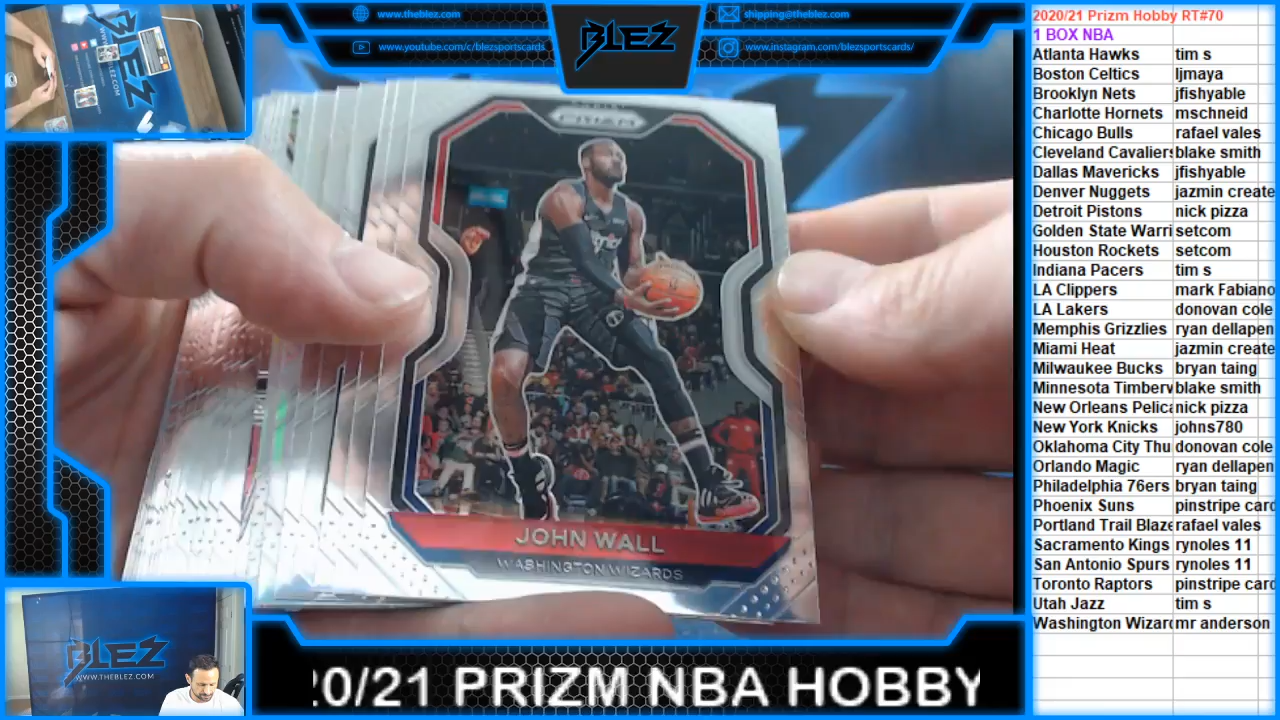 www.theblez.com
shipping@theblez.com
www.youtube.com/c/blezsportscards
www.instagram.com/blezsportscards/
BLEZ
PRIZM
JOHN WALL
WASHINGTON WIZARDS
BLEZ
BLEZ
WWW.THEBLEZ.COM
20/21 PRIZM NBA HOBBY
2020/21 Prizm Hobby RT#70
1 BOX NBA
Atlanta Hawks tim s
Boston Celtics ljmaya
Brooklyn Nets jfishyable
Charlotte Hornets mschneid
Chicago Bulls rafael vales
Cleveland Cavaliers blake smith
Dallas Mavericks jfishyable
Denver Nuggets jazmin create
Detroit Pistons nick pizza
Golden State Warri setcom
Houston Rockets setcom
Indiana Pacers tim s
LA Clippers mark Fabiano
LA Lakers donovan cole
Memphis Grizzlies ryan dellapen
Miami Heat jazmin create
Milwaukee Bucks bryan taing
Minnesota Timberv blake smith
New Orleans Pelica nick pizza
New York Knicks johns780
Oklahoma City Thu donovan cole
Orlando Magic ryan dellapen
Philadelphia 76ers bryan taing
Phoenix Suns pinstripe card
Portland Trail Blaze rafael vales
Sacramento Kings rynoles 11
San Antonio Spurs rynoles 11
Toronto Raptors pinstripe card
Utah Jazz tim s
Washington Wizard mr anderson